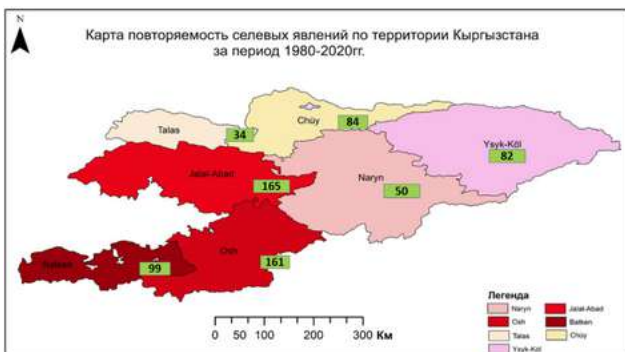 N
Карта повторяемость селевых явлений по территории Кыргызстана
за период 1980-2020гг.
Chüy
84
Talas
34
Ysyk-Köl
82
Jalal-Abad
165
Naryn
50
Osh
161
99
0 50 100 200 300 Км
Легенда
Naryn
Jalal-Abad
Osh
Batken
Talas
Chüy
Ysyk-Köl